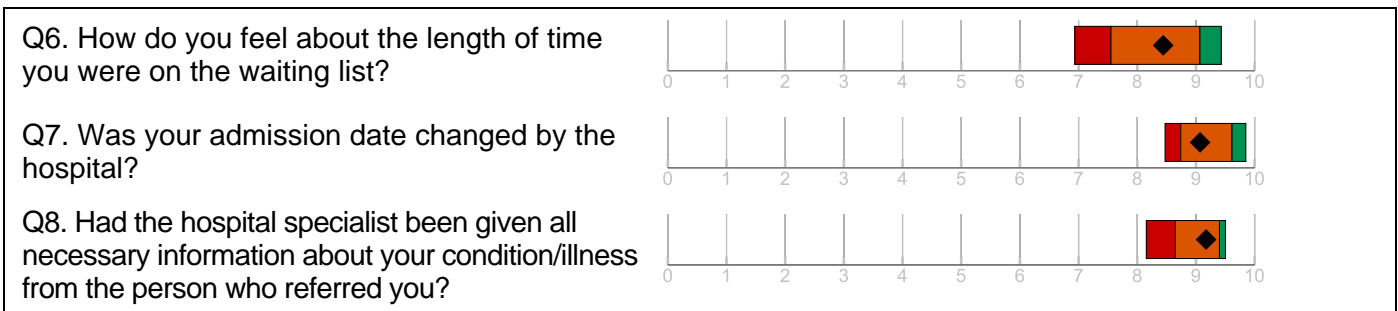 Q6. How do you feel about the length of time
you were on the waiting list?
0 1 2 3 4 5 6 7 8 9 10
Q7. Was your admission date changed by the
hospital?
0 1 2 3 4 5 6 7 8 9 10
Q8. Had the hospital specialist been given all
necessary information about your condition/illness
from the person who referred you?
0 1 2 3 4 5 6 7 8 9 10